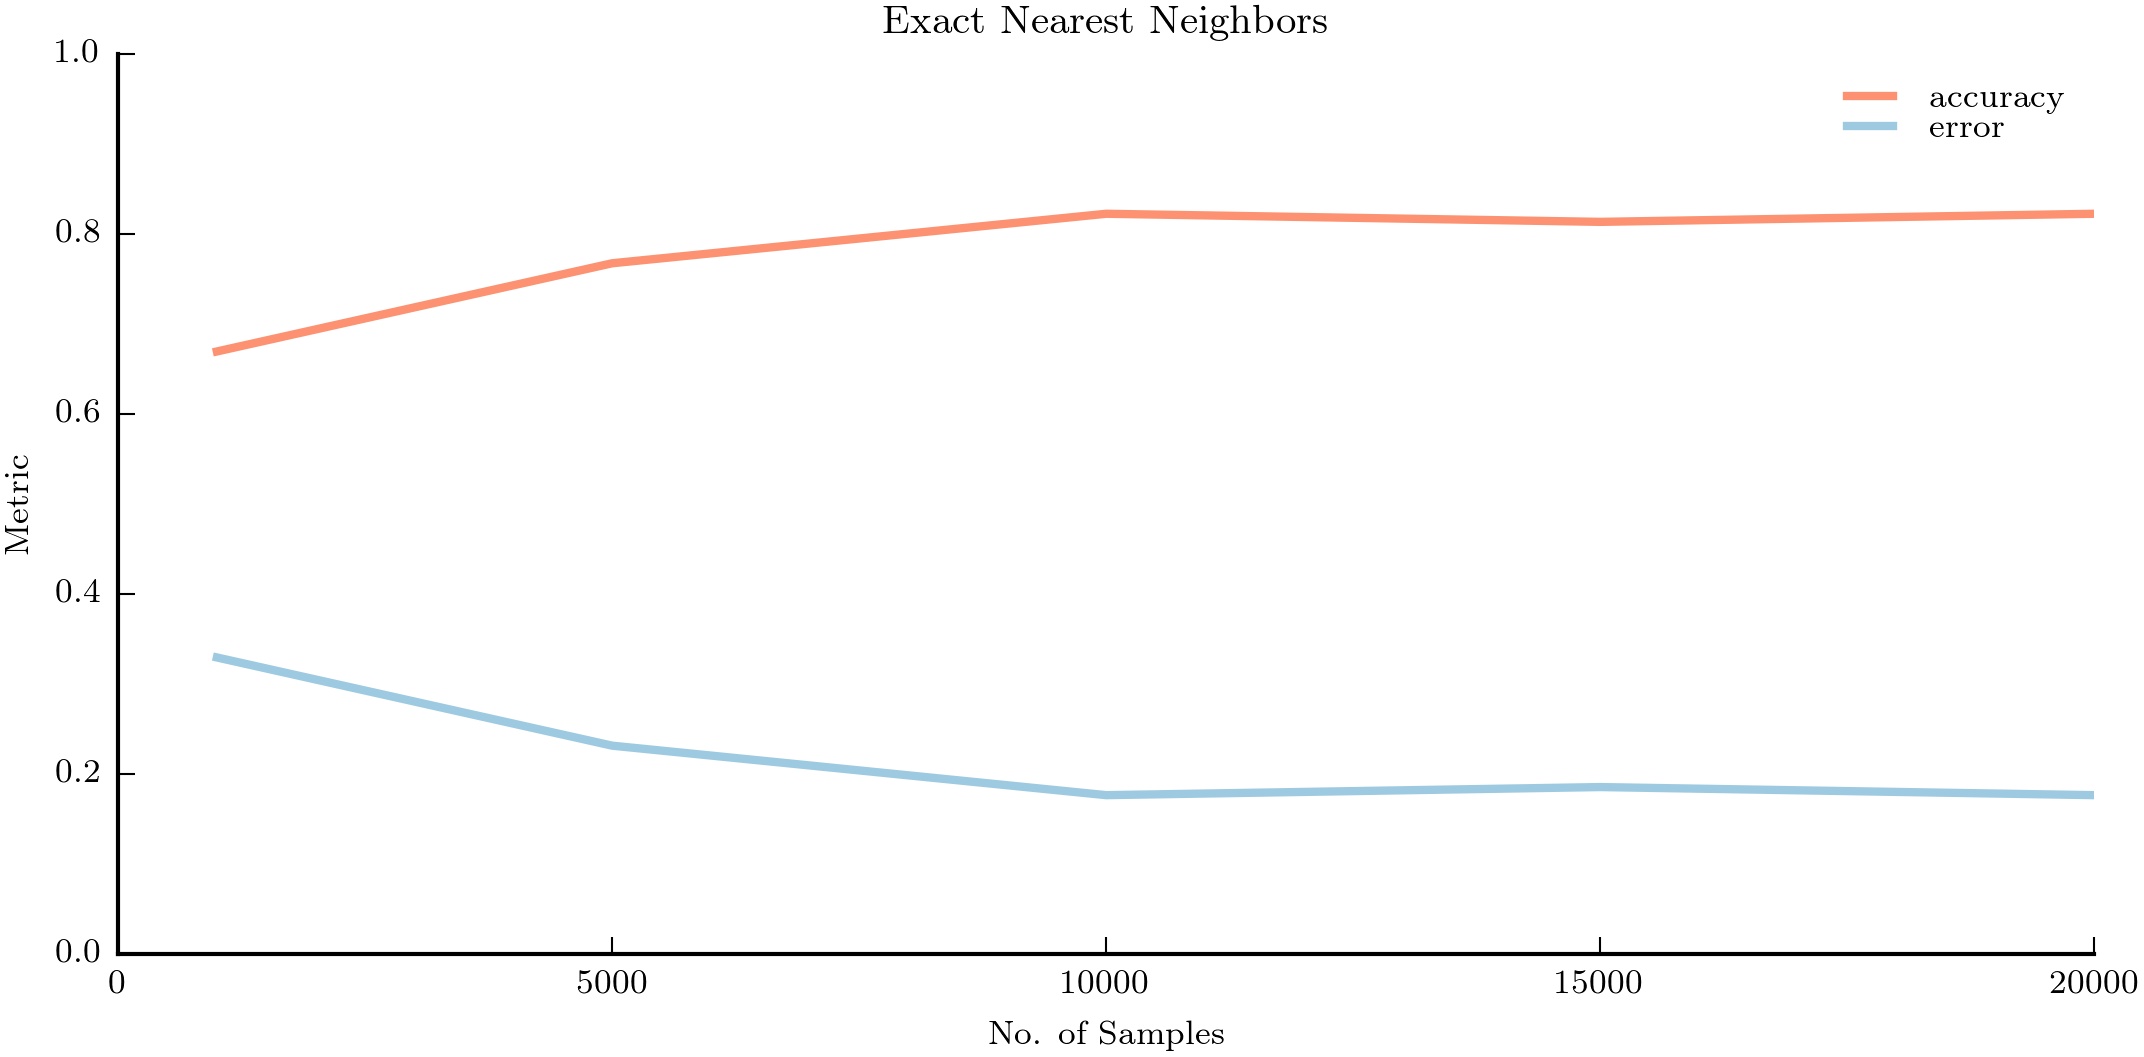 Exact Nearest Neighbors
1.0
accuracy
error
0.8
0.6
Metric
0.4
0.2
0.0
0 5000 10000 15000 20000
No. of Samples